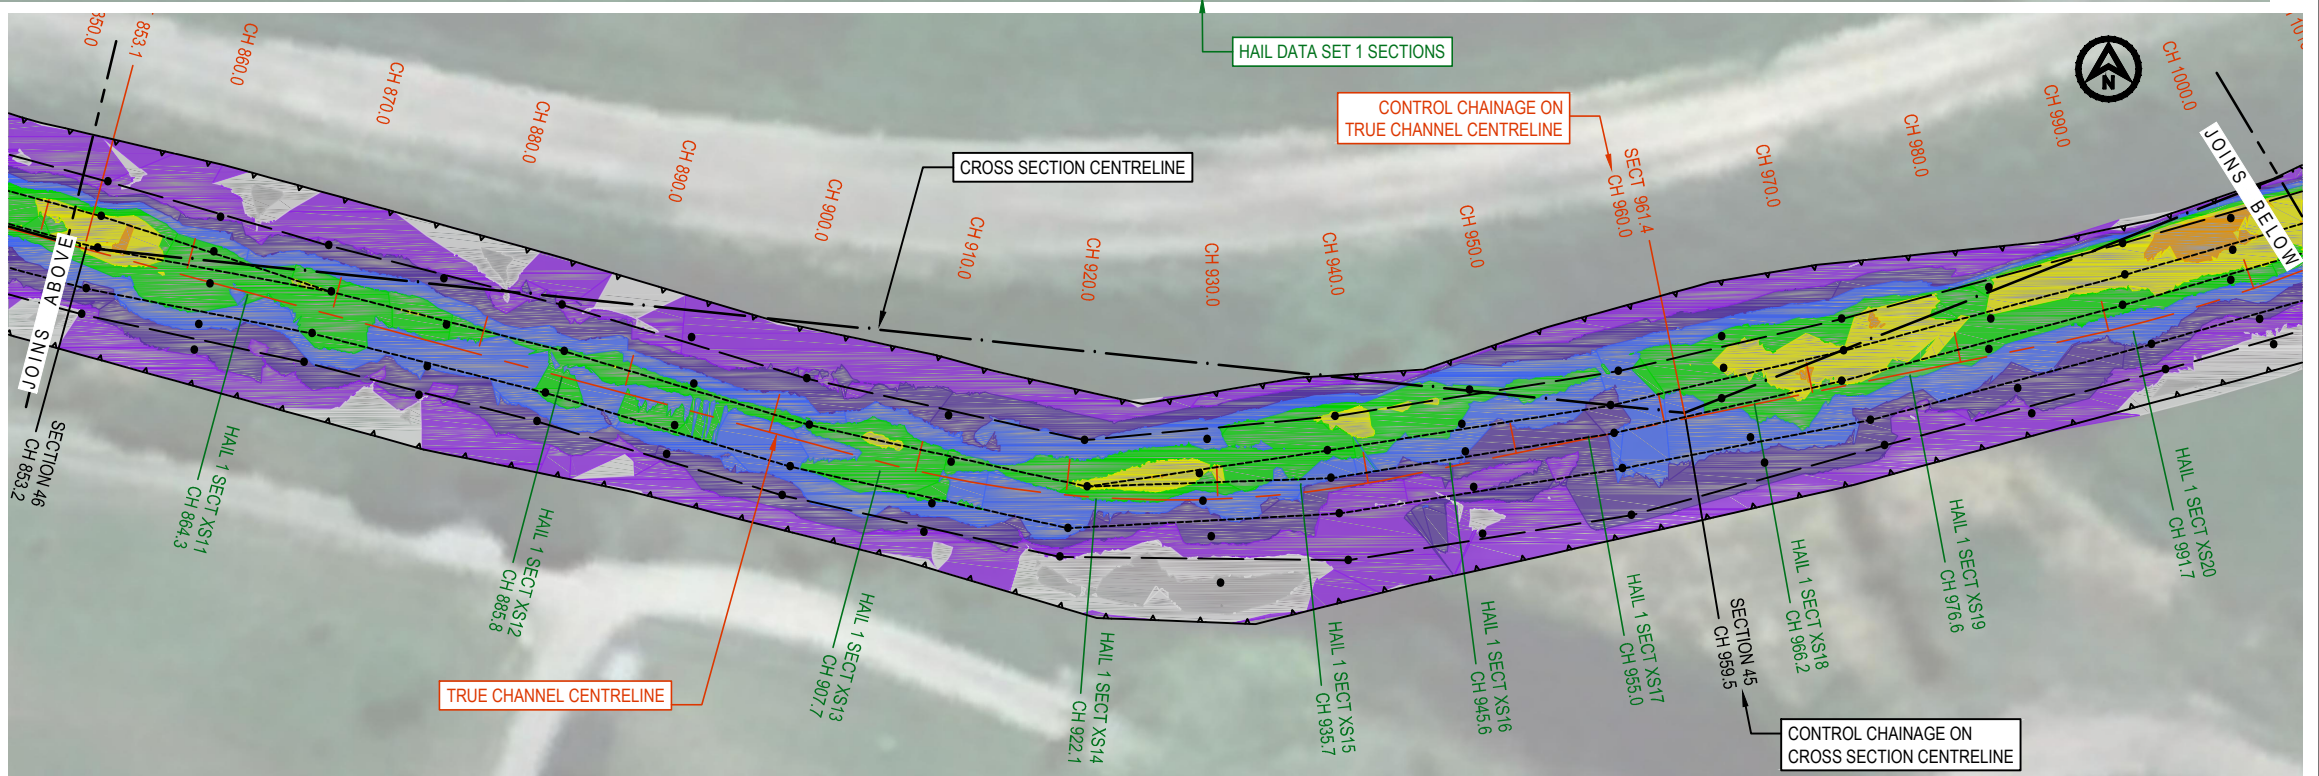 HAIL DATA SET 1 SECTIONS
850.0
853.1
CH 860.0
CH 870.0
CH 880.0
CH 890.0
CH 900.0
CH 910.0
CH 920.0
CH 930.0
CH 940.0
CH 950.0
SECT 961.4
CH 960.0
CH 970.0
CH 980.0
CH 990.0
CH 1000.0
N
CONTROL CHAINAGE ON
TRUE CHANNEL CENTRELINE
CROSS SECTION CENTRELINE
JOINS ABOVE
JOINS BELOW
SECTION 46
CH 853.2
HAIL 1 SECT XS11
CH 864.3
HAIL 1 SECT XS12
CH 885.8
HAIL 1 SECT XS13
CH 907.7
HAIL 1 SECT XS14
CH 922.1
HAIL 1 SECT XS15
CH 935.7
HAIL 1 SECT XS16
CH 945.6
HAIL 1 SECT XS17
CH 955.0
SECTION 45
CH 959.5
HAIL 1 SECT XS18
CH 966.2
HAIL 1 SECT XS19
CH 976.6
HAIL 1 SECT XS20
CH 991.7
TRUE CHANNEL CENTRELINE
CONTROL CHAINAGE ON
CROSS SECTION CENTRELINE